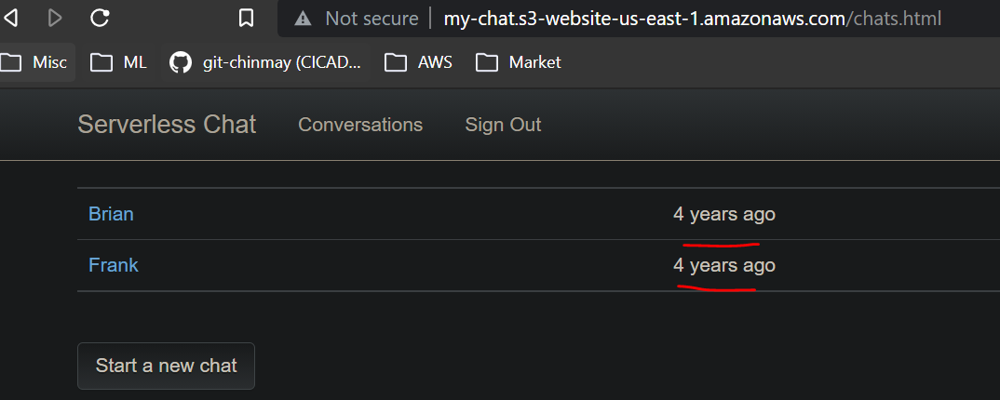 Not secure my-chat.s3-website-us-east-1.amazonaws.com/chats.html
Misc ML git-chinmay (CICAD... AWS Market
Serverless Chat Conversations Sign Out
Brian 4 years ago
Frank 4 years ago
Start a new chat